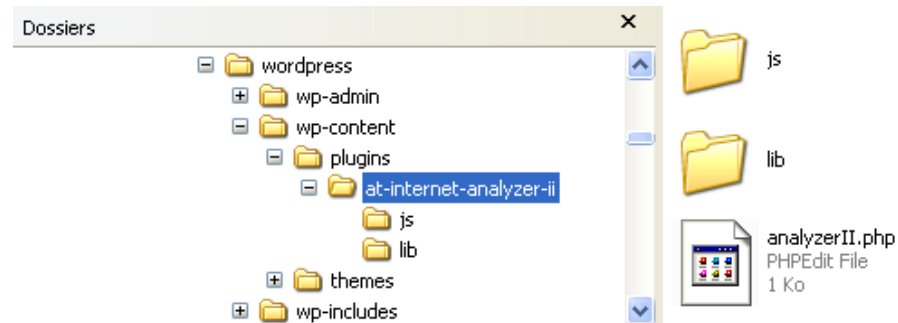 Dossiers
wordpress
wp-admin
wp-content
plugins
at-internet-analyzer-ii
js
lib
themes
wp-includes
js
lib
analyzerII.php
PHPEdit File
1 Ko